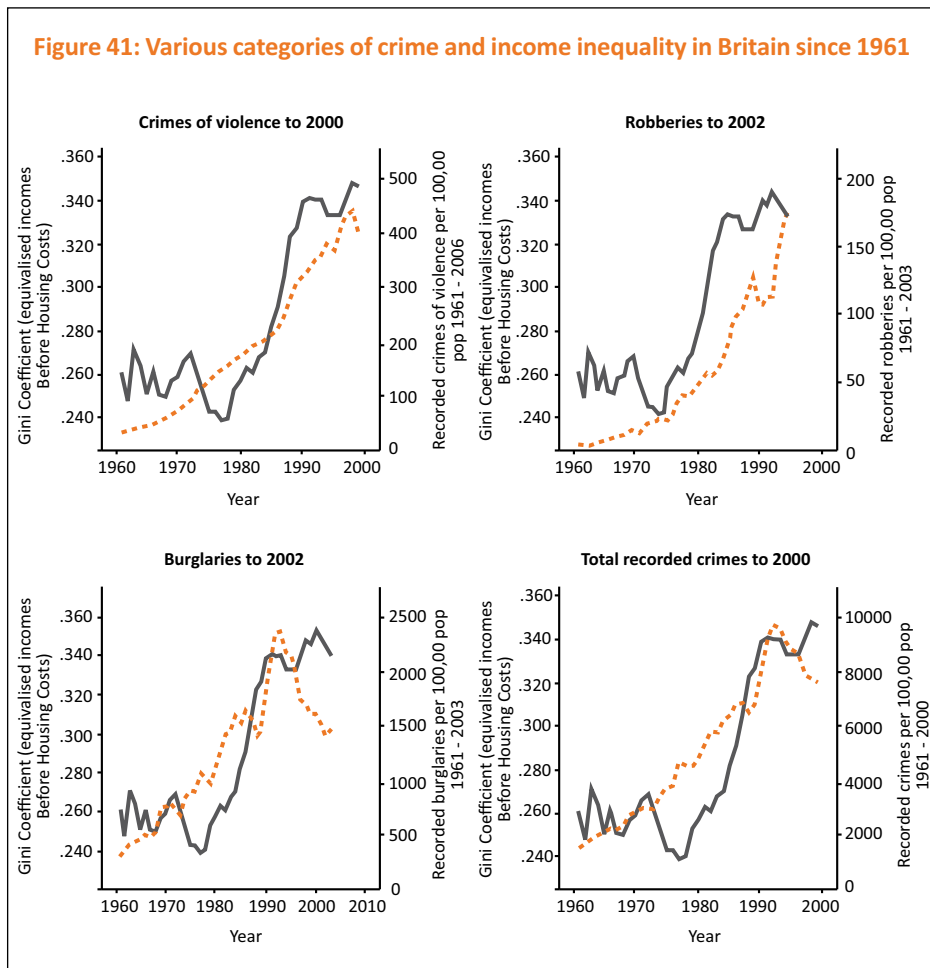 Figure 41: Various categories of crime and income inequality in Britain since 1961
Crimes of violence to 2000
Gini Coefficient (equivalised incomes
Before Housing Costs)
.360
.340
.320
.300
.280
.260
.240
500
400
300
200
100
0
Recorded crimes of violence per 100,00
pop 1961 - 2006
1960 1970 1980 1990 2000
Year
Robberies to 2002
Gini Coefficient (equivalised incomes
Before Housing Costs)
.360
.340
.320
.300
.280
.260
.240
200
150
100
50
0
Recorded robberies per 100,00 pop
1961 - 2003
1960 1970 1980 1990 2000
Year
Burglaries to 2002
Gini Coefficient (equivalised incomes
Before Housing Costs)
.360
.340
.320
.300
.280
.260
.240
2500
2000
1500
1000
500
0
Recorded burglaries per 100,00 pop
1961 - 2003
1960 1970 1980 1990 2000 2010
Year
Total recorded crimes to 2000
Gini Coefficient (equivalised incomes
Before Housing Costs)
.360
.340
.320
.300
.280
.260
.240
10000
8000
6000
4000
2000
0
Recorded crimes per 100,00 pop
1961 - 2000
1960 1970 1980 1990 2000
Year